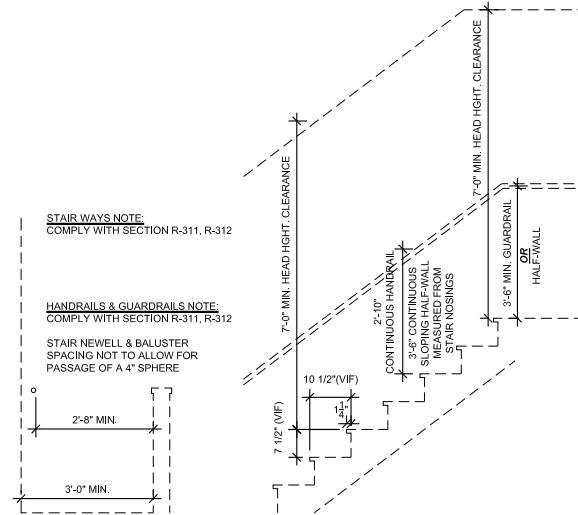 STAIR WAYS NOTE:
COMPLY WITH SECTION R-311, R-312
HANDRAILS & GUARDRAILS NOTE:
COMPLY WITH SECTION R-311, R-312
STAIR NEWELL & BALUSTER
SPACING NOT TO ALLOW FOR
PASSAGE OF A 4" SPHERE
2'-8" MIN.
3'-0" MIN.
7'-0" MIN. HEAD HGHT. CLEARANCE
7'-0" MIN. HEAD HGHT. CLEARANCE
2'-10"
CONTINUOUS HANDRAIL
3'-6" CONTINUOUS
SLOPING HALF-WALL
MEASURED FROM
STAIR NOSINGS
3'-6" MIN. GUARDRAIL
OR
HALF-WALL
10 1/2"(VIF)
1 1/4"
7 1/2" (VIF)